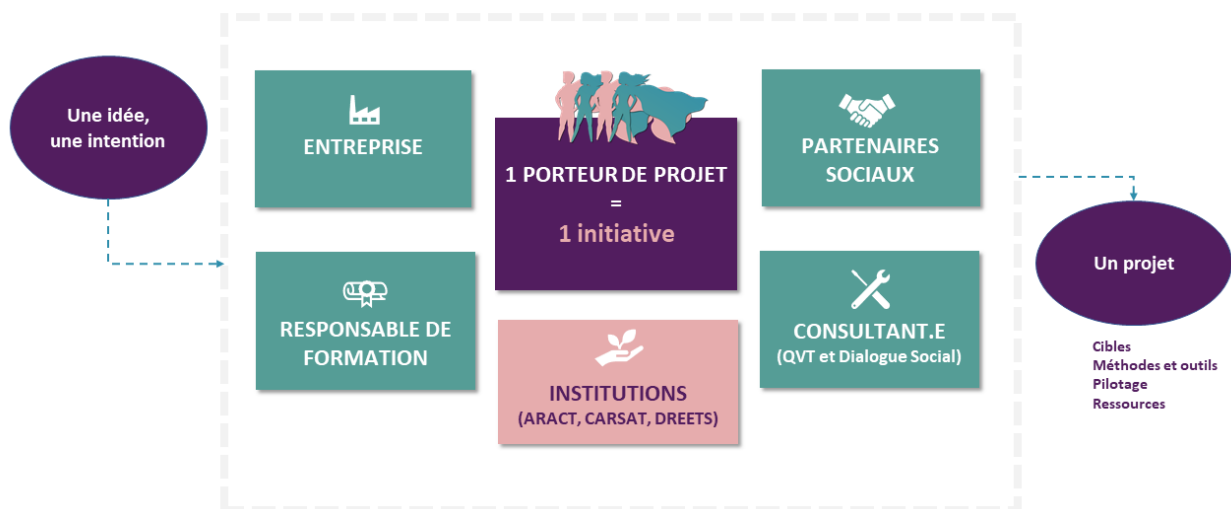 Une idée,
une intention
ENTREPRISE
1 PORTEUR DE PROJET
=
1 initiative
PARTENAIRES
SOCIAUX
RESPONSABLE DE
FORMATION
INSTITUTIONS
(ARACT, CARSAT, DREETS)
CONSULTANT.E
(QVT et Dialogue Social)
Un projet
Cibles
Méthodes et outils
Pilotage
Ressources